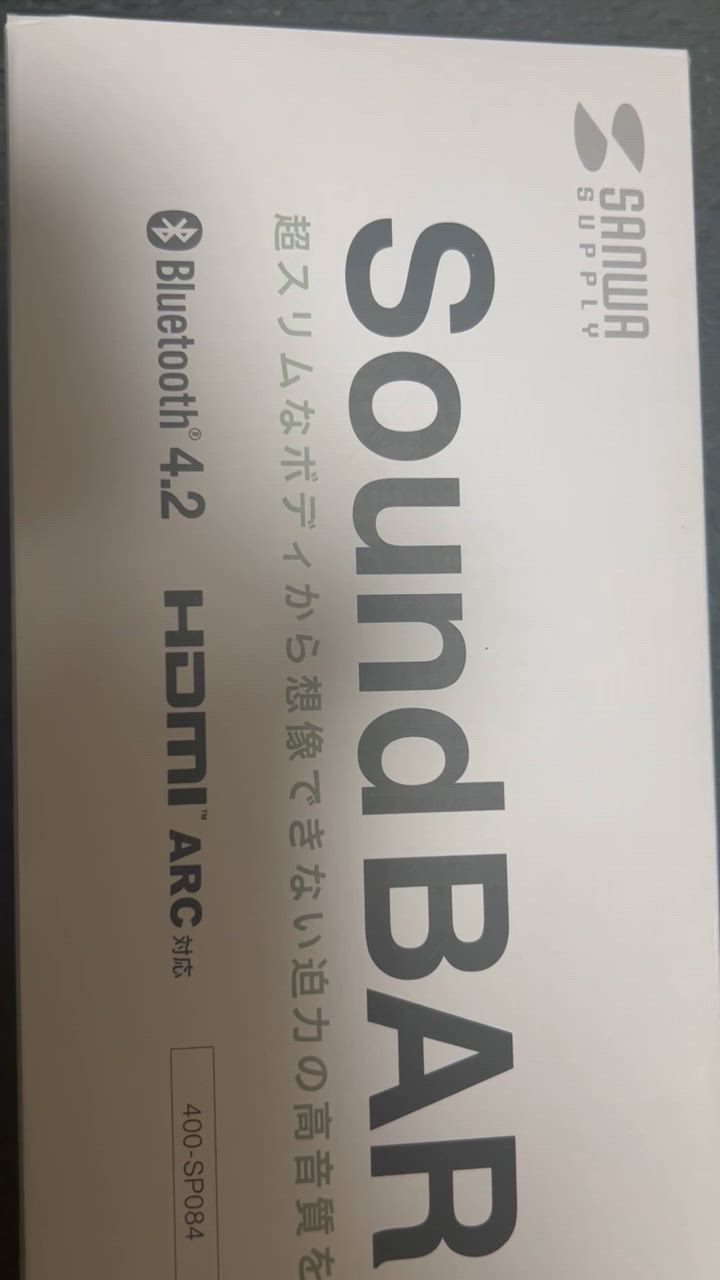 SANWA
SUPPLY
Sound BAR
超スリムなボディから想像できない迫力の高音質を
Bluetooth® 4.2 HDMI™ ARC 対応
400-SP084